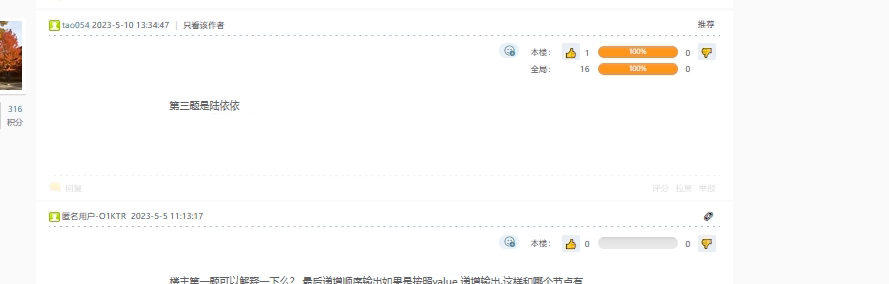 tao054 2023-5-10 13:34:47 | 只看该作者 推荐
本楼： 1 100% 0
全局： 16 100% 0
316
积分
第三题是陆依依
回复 评分 拉黑 举报
匿名用户-O1KTR 2023-5-5 11:13:17
本楼： 0 0
楼主第一题可以解释一下么？ 最后递增顺序输出如果是按照value 递增输出,这样和哪个节点有